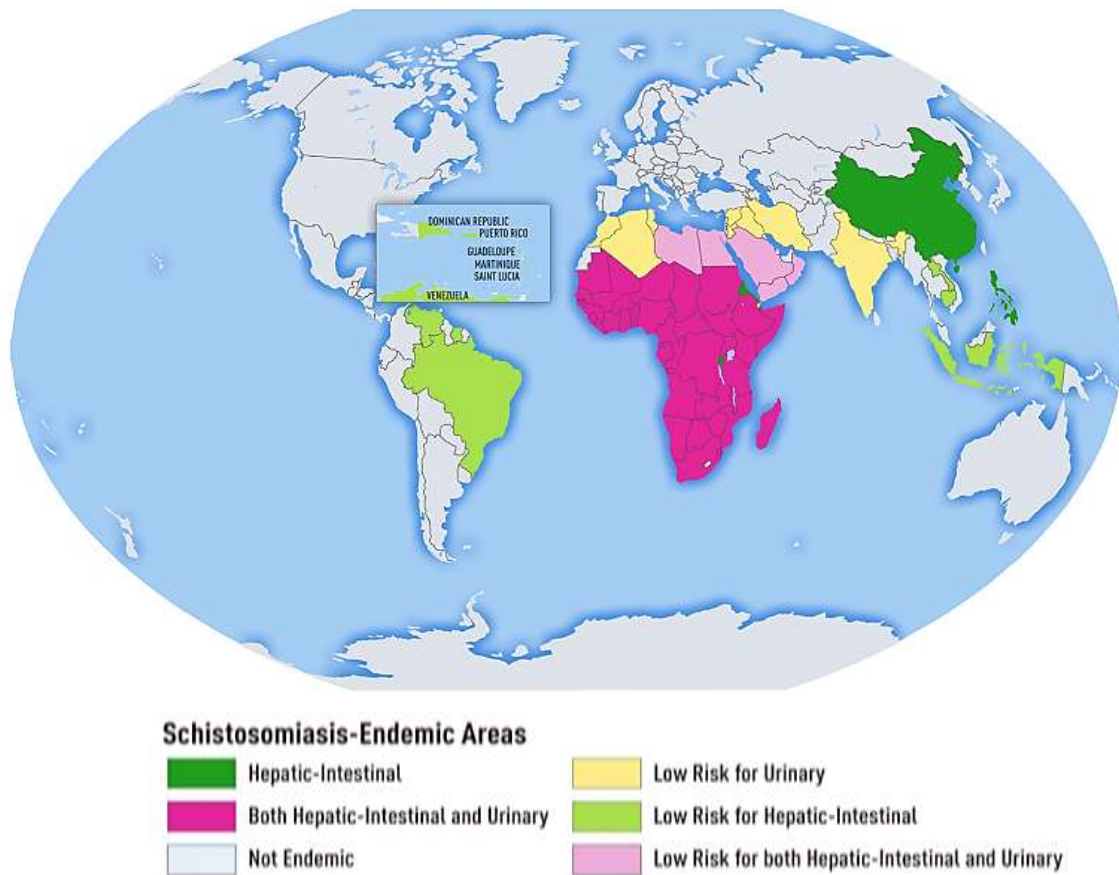 DOMINICAN REPUBLIC
PUERTO RICO
GUADELOUPE
MARTINIQUE
SAINT LUCIA
VENEZUELA
Schistosomiasis-Endemic Areas
Hepatic-Intestinal
Both Hepatic-Intestinal and Urinary
Not Endemic
Low Risk for Urinary
Low Risk for Hepatic-Intestinal
Low Risk for both Hepatic-Intestinal and Urinary